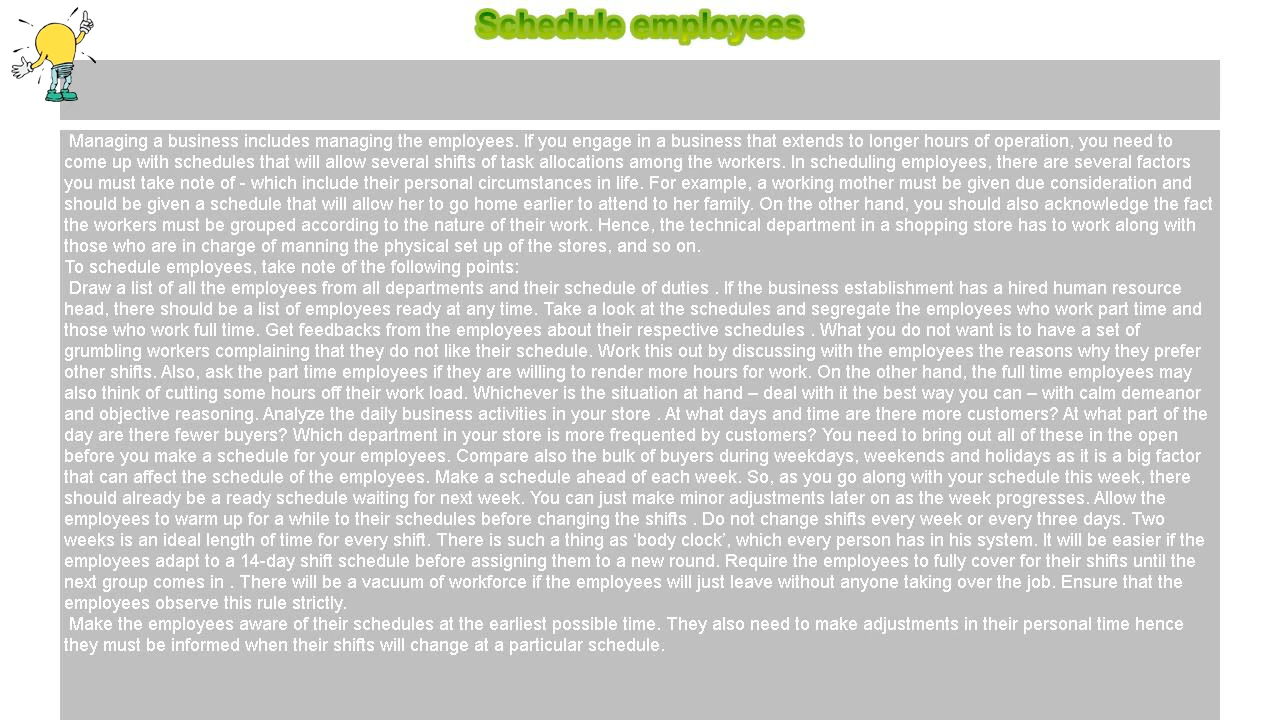 Schedule employees
Managing a business includes managing the employees. If you engage in a business that extends to longer hours of operation, you need to
come up with schedules that will allow several shifts of task allocations among the workers. In scheduling employees, there are several factors
you must take note of - which include their personal circumstances in life. For example, a working mother must be given due consideration and
should be given a schedule that will allow her to go home earlier to attend to her family. On the other hand, you should also acknowledge the fact
the workers must be grouped according to the nature of their work. Hence, the technical department in a shopping store has to work along with
those who are in charge of manning the physical set up of the stores, and so on.
To schedule employees, take note of the following points:
Draw a list of all the employees from all departments and their schedule of duties . If the business establishment has a hired human resource
head, there should be a list of employees ready at any time. Take a look at the schedules and segregate the employees who work part time and
those who work full time. Get feedbacks from the employees about their respective schedules . What you do not want is to have a set of
grumbling workers complaining that they do not like their schedule. Work this out by discussing with the employees the reasons why they prefer
other shifts. Also, ask the part time employees if they are willing to render more hours for work. On the other hand, the full time employees may
also think of cutting some hours off their work load. Whichever is the situation at hand – deal with it the best way you can – with calm demeanor
and objective reasoning. Analyze the daily business activities in your store . At what days and time are there more customers? At what part of the
day are there fewer buyers? Which department in your store is more frequented by customers? You need to bring out all of these in the open
before you make a schedule for your employees. Compare also the bulk of buyers during weekdays, weekends and holidays as it is a big factor
that can affect the schedule of the employees. Make a schedule ahead of each week. So, as you go along with your schedule this week, there
should already be a ready schedule waiting for next week. You can just make minor adjustments later on as the week progresses. Allow the
employees to warm up for a while to their schedules before changing the shifts . Do not change shifts every week or every three days. Two
weeks is an ideal length of time for every shift. There is such a thing as ‘body clock’, which every person has in his system. It will be easier if the
employees adapt to a 14-day shift schedule before assigning them to a new round. Require the employees to fully cover for their shifts until the
next group comes in . There will be a vacuum of workforce if the employees will just leave without anyone taking over the job. Ensure that the
employees observe this rule strictly.
Make the employees aware of their schedules at the earliest possible time. They also need to make adjustments in their personal time hence
they must be informed when their shifts will change at a particular schedule.